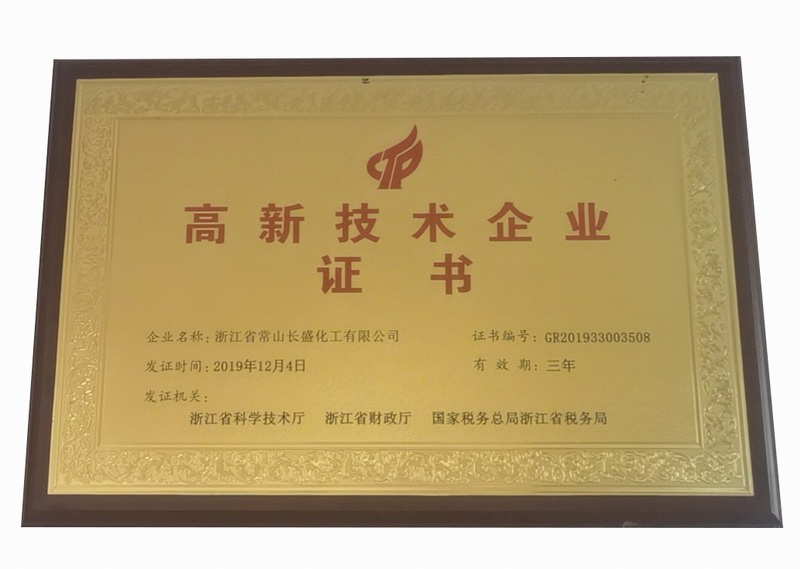 高新技术企业
证书
企业名称：浙江省常山长盛化工有限公司 证书编号：GR201933003508
发证时间：2019年12月4日 有效期：三年
发证机关：
浙江省科学技术厅 浙江省财政厅 国家税务总局浙江省税务局